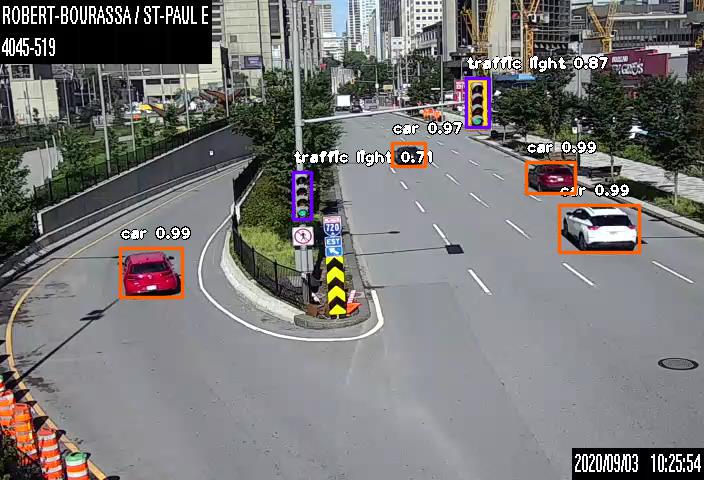 ROBERT-BOURASSA / ST-PAUL E
4045-519
traffic light 0.87
car 0.97
car 0.99
traffic light 0.71
car 0.99
car 0.99
720
EST
2020/09/03 10:25:54